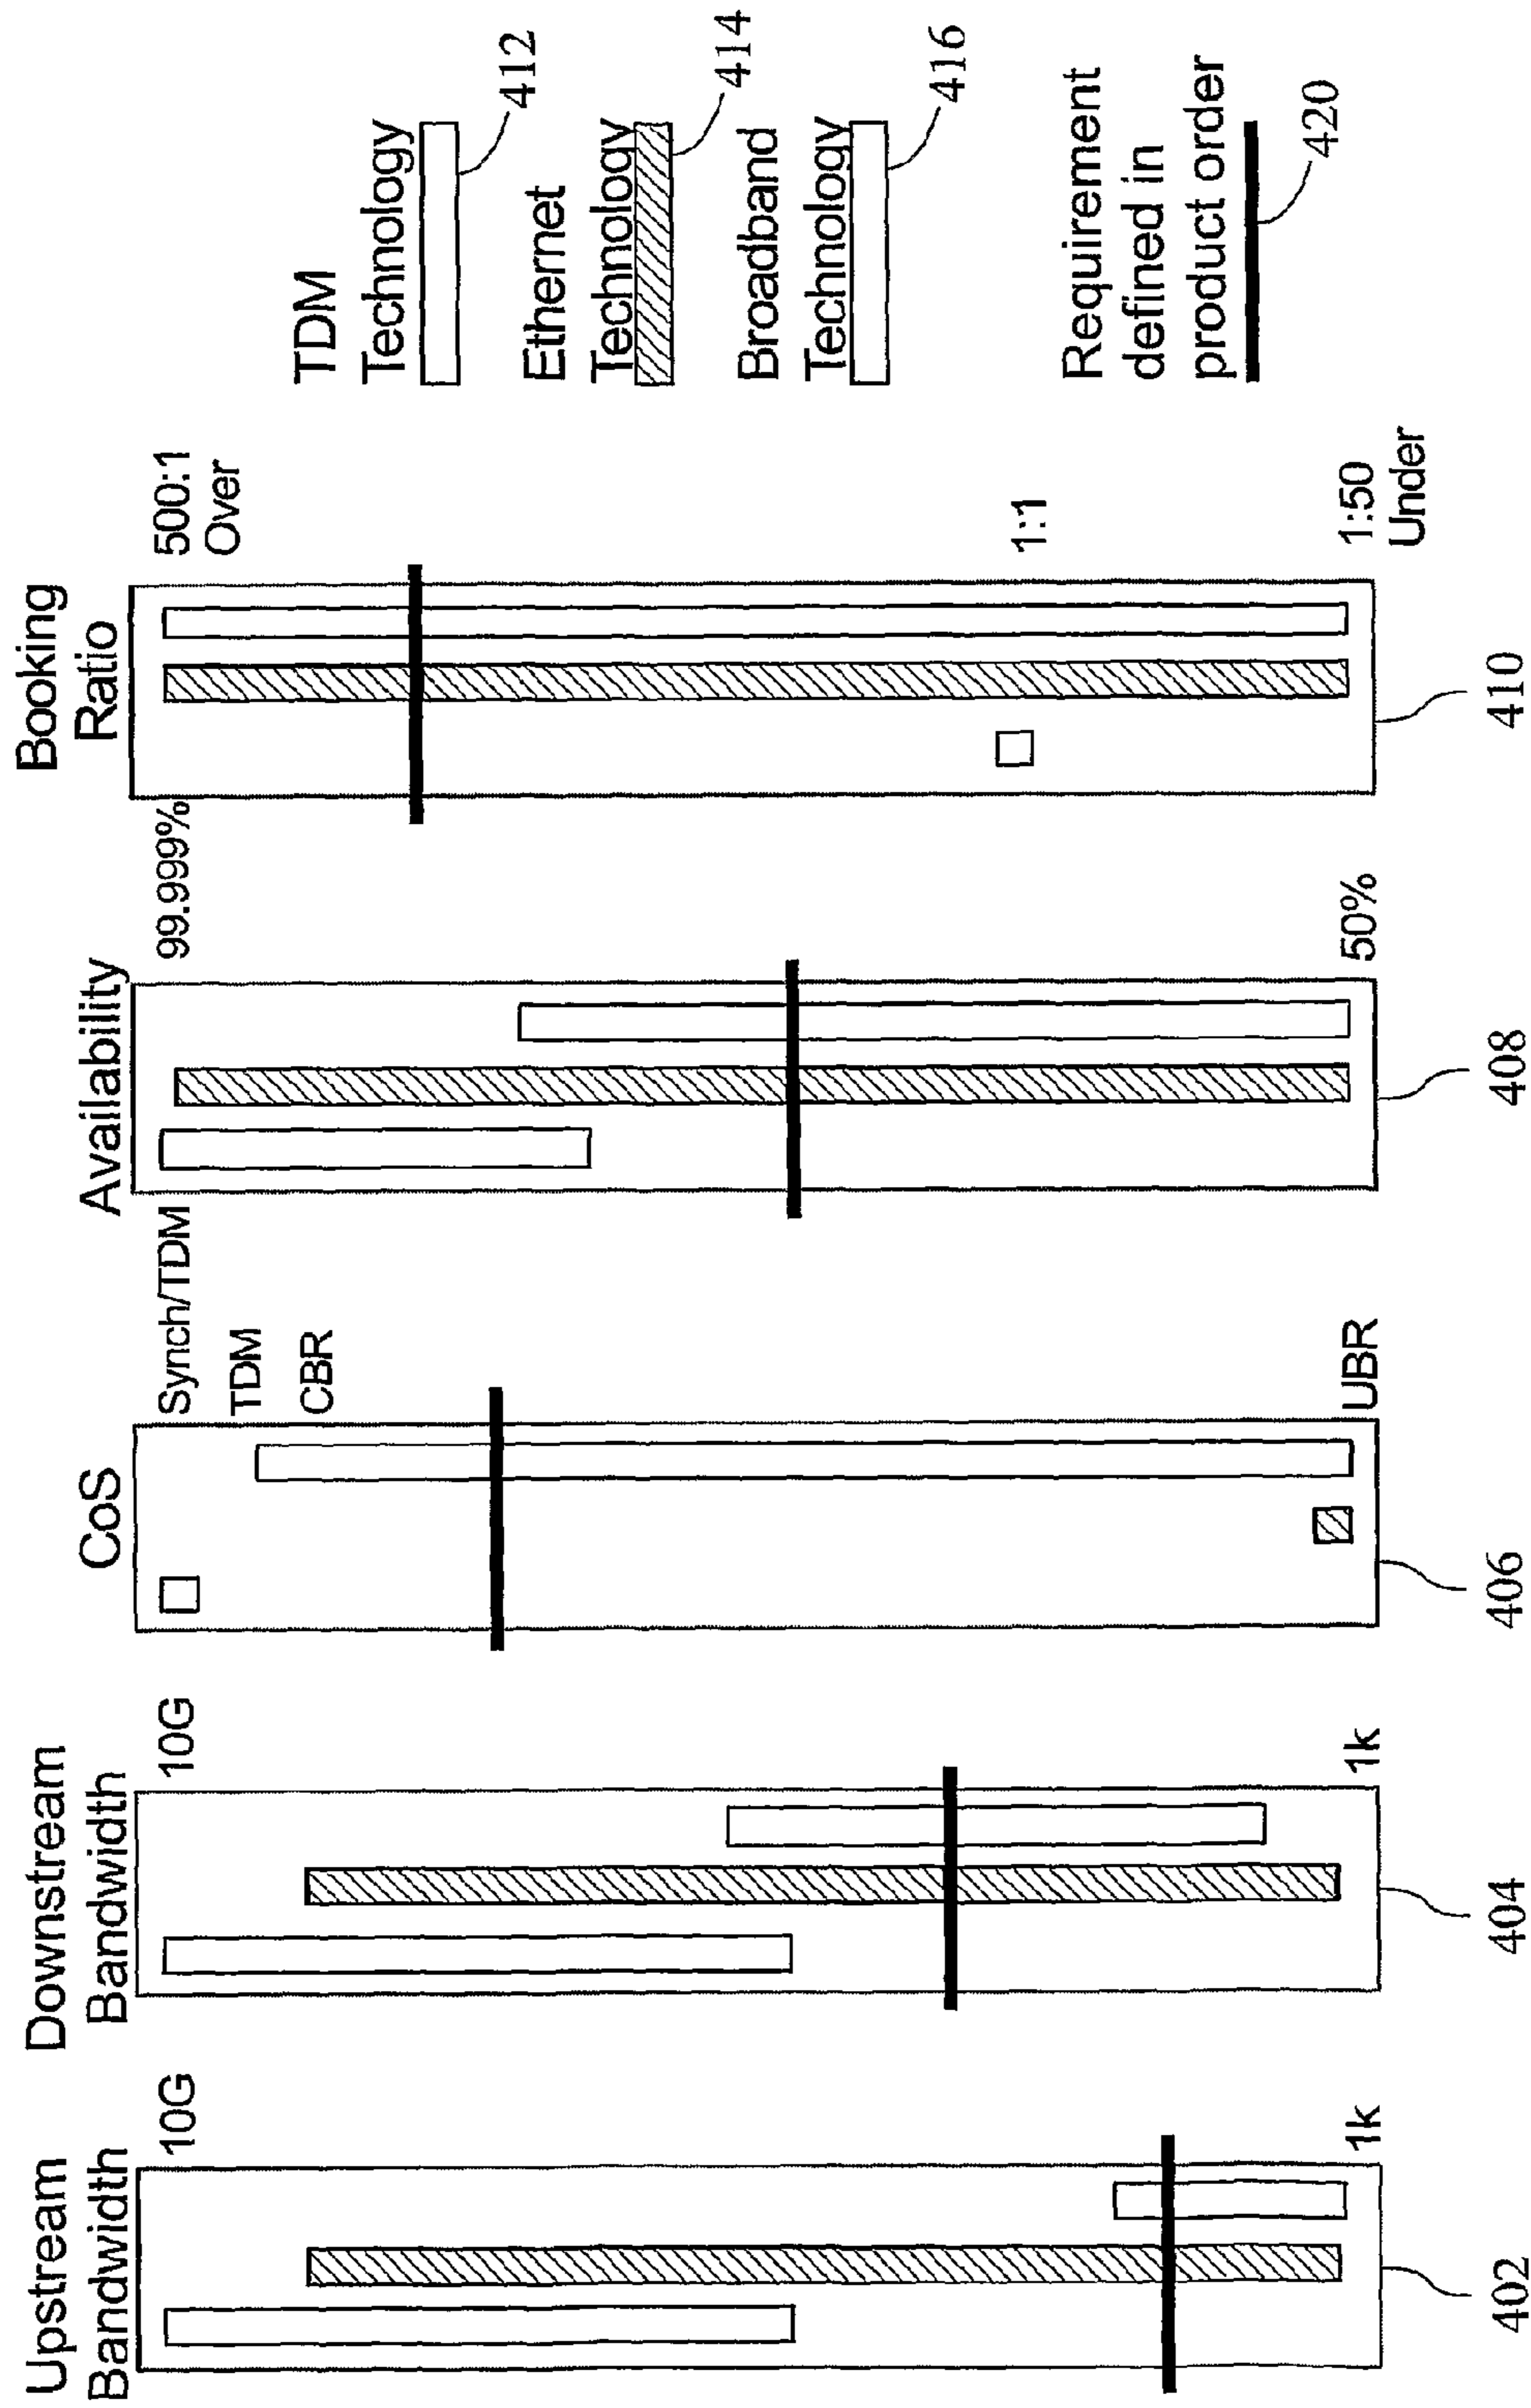 Upstream
Bandwidth
10G
1k
402
Downstream
Bandwidth
10G
1k
404
CoS
Synch/TDM
TDM
CBR
UBR
406
Availability
99.999%
50%
408
Booking
Ratio
500:1
Over
1:1
1:50
Under
410
TDM
Technology
412
Ethernet
Technology
414
Broadband
Technology
416
Requirement
defined in
product order
420